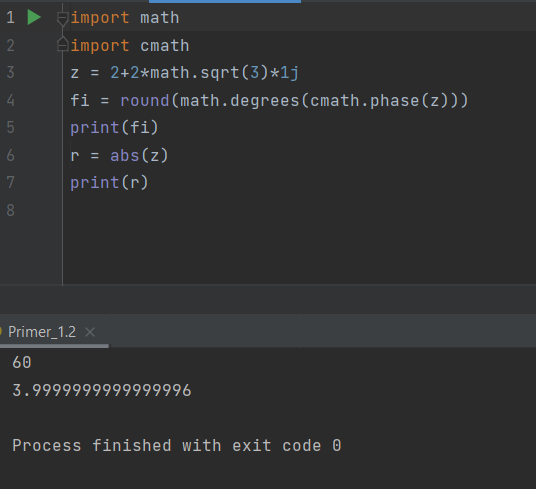 1 import math
2 import cmath
3 z = 2+2*math.sqrt(3)*1j
4 fi = round(math.degrees(cmath.phase(z)))
5 print(fi)
6 r = abs(z)
7 print(r)
8
Primer_1.2
60
3.9999999999999996
Process finished with exit code 0